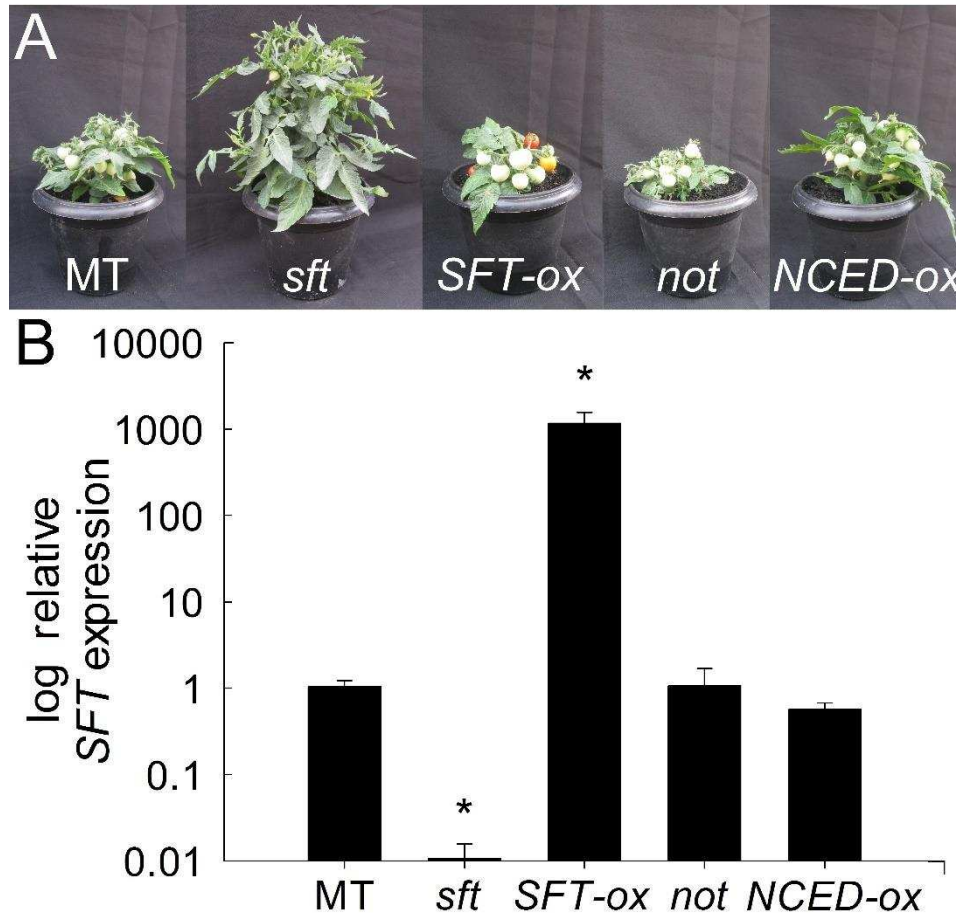 A
MT sft SFT-ox not NCED-ox
B
10000
1000
100
10
1
0.1
0.01
log relative
SFT expression
*
*
MT sft SFT-ox not NCED-ox